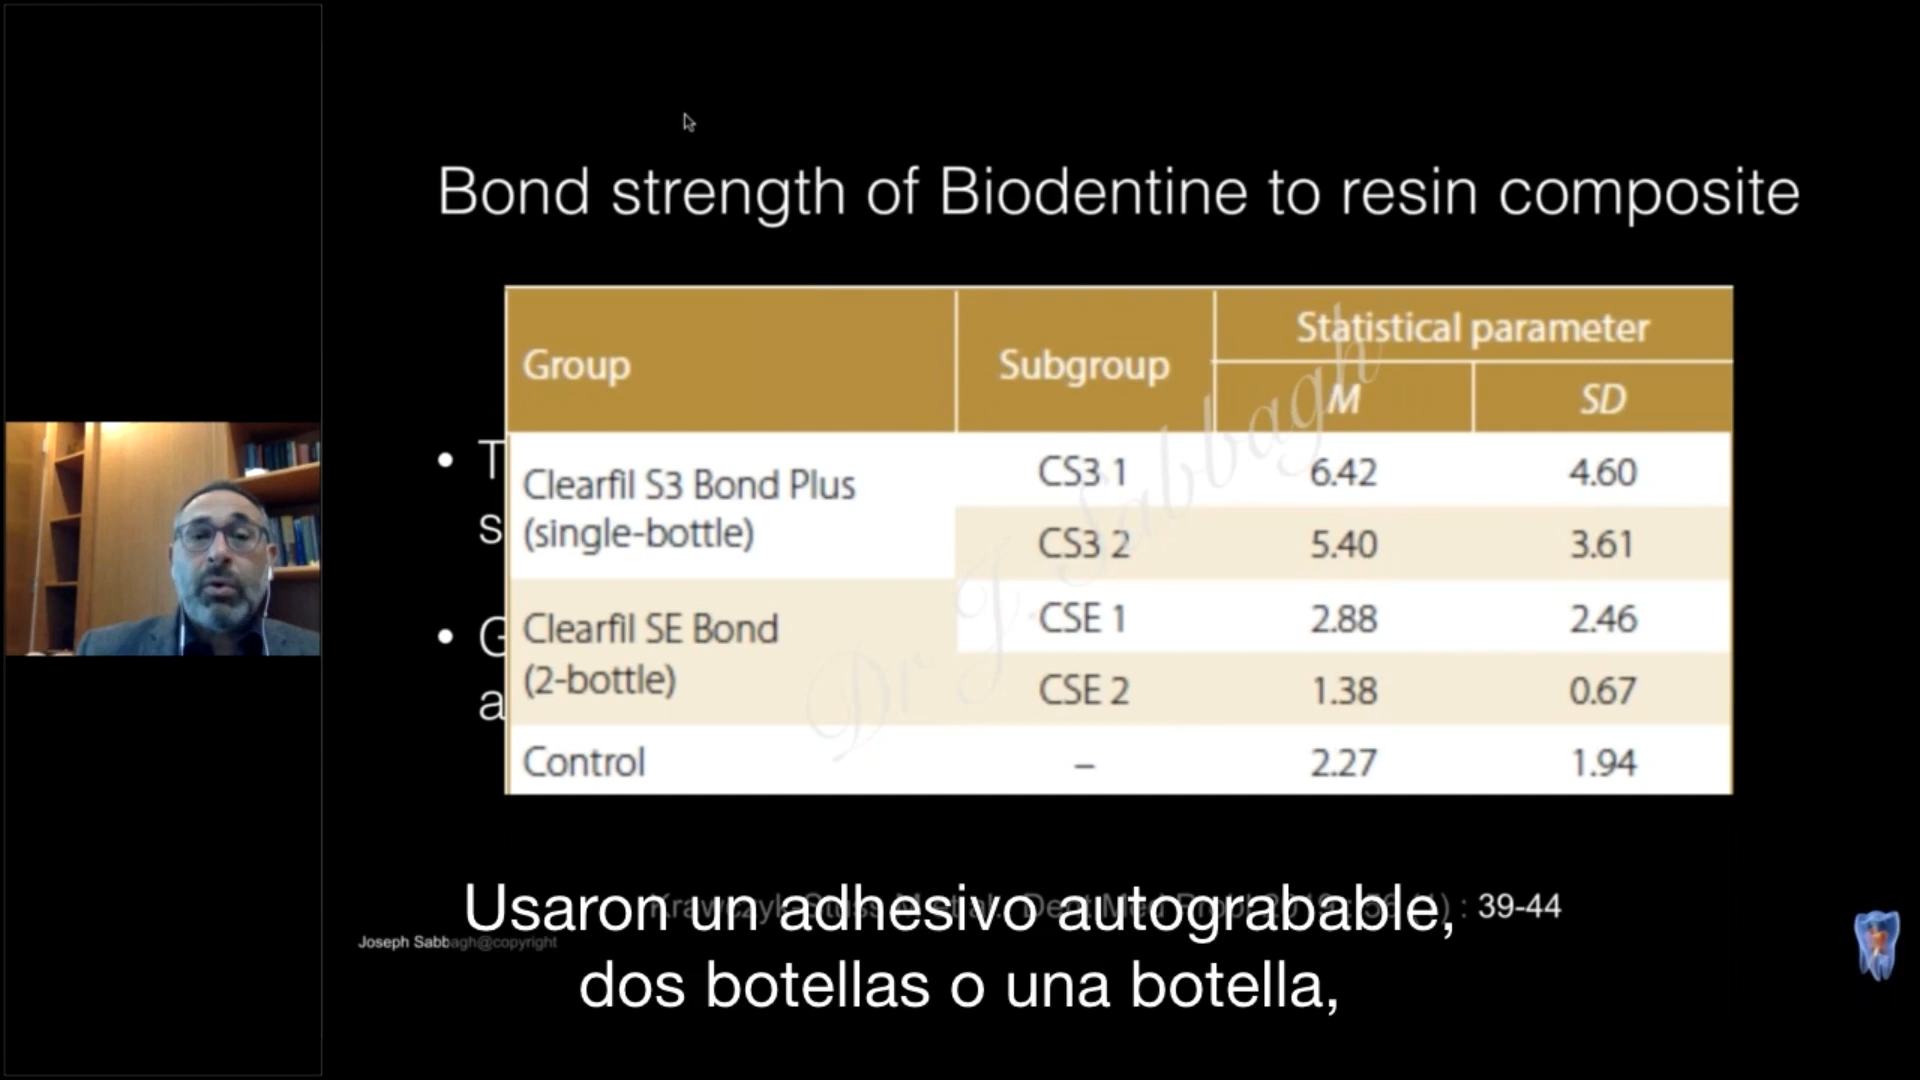 Bond strength of Biodentine to resin composite
Group Subgroup Statistical parameter
M SD
Clearfil S3 Bond Plus
(single-bottle)
CS3 1 6.42 4.60
CS3 2 5.40 3.61
Clearfil SE Bond
(2-bottle)
CSE 1 2.88 2.46
CSE 2 1.38 0.67
Control – 2.27 1.94
Dr J. Sabbagh
• T
s
• G
a
39-44
Usaron un adhesivo autograbable,
Joseph Sabbagh@copyright
dos botellas o una botella,